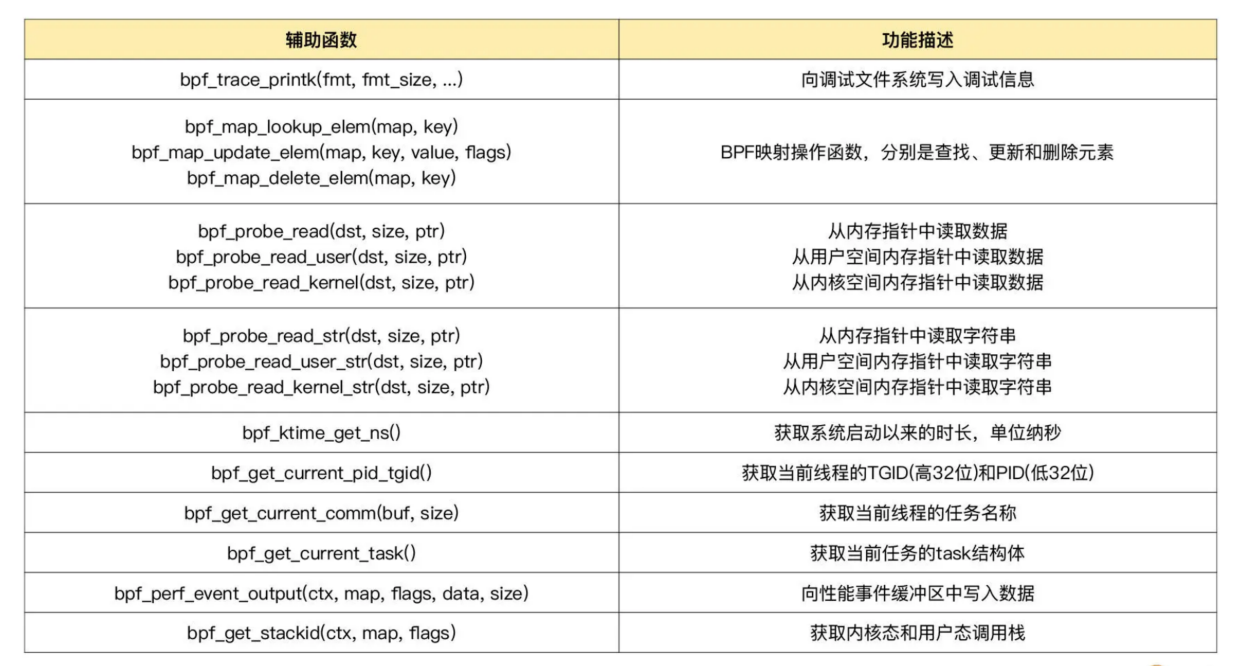 辅助函数
功能描述
bpf_trace_printk(fmt, fmt_size, ...)
向调试文件系统写入调试信息
bpf_map_lookup_elem(map, key)
bpf_map_update_elem(map, key, value, flags)
bpf_map_delete_elem(map, key)
BPF映射操作函数，分别是查找、更新和删除元素
bpf_probe_read(dst, size, ptr)
bpf_probe_read_user(dst, size, ptr)
bpf_probe_read_kernel(dst, size, ptr)
从内存指针中读取数据
从用户空间内存指针中读取数据
从内核空间内存指针中读取数据
bpf_probe_read_str(dst, size, ptr)
bpf_probe_read_user_str(dst, size, ptr)
bpf_probe_read_kernel_str(dst, size, ptr)
从内存指针中读取字符串
从用户空间内存指针中读取字符串
从内核空间内存指针中读取字符串
bpf_ktime_get_ns()
获取系统启动以来的时长，单位纳秒
bpf_get_current_pid_tgid()
获取当前线程的TGID(高32位)和PID(低32位)
bpf_get_current_comm(buf, size)
获取当前线程的任务名称
bpf_get_current_task()
获取当前任务的task结构体
bpf_perf_event_output(ctx, map, flags, data, size)
向性能事件缓冲区中写入数据
bpf_get_stackid(ctx, map, flags)
获取内核态和用户态调用栈